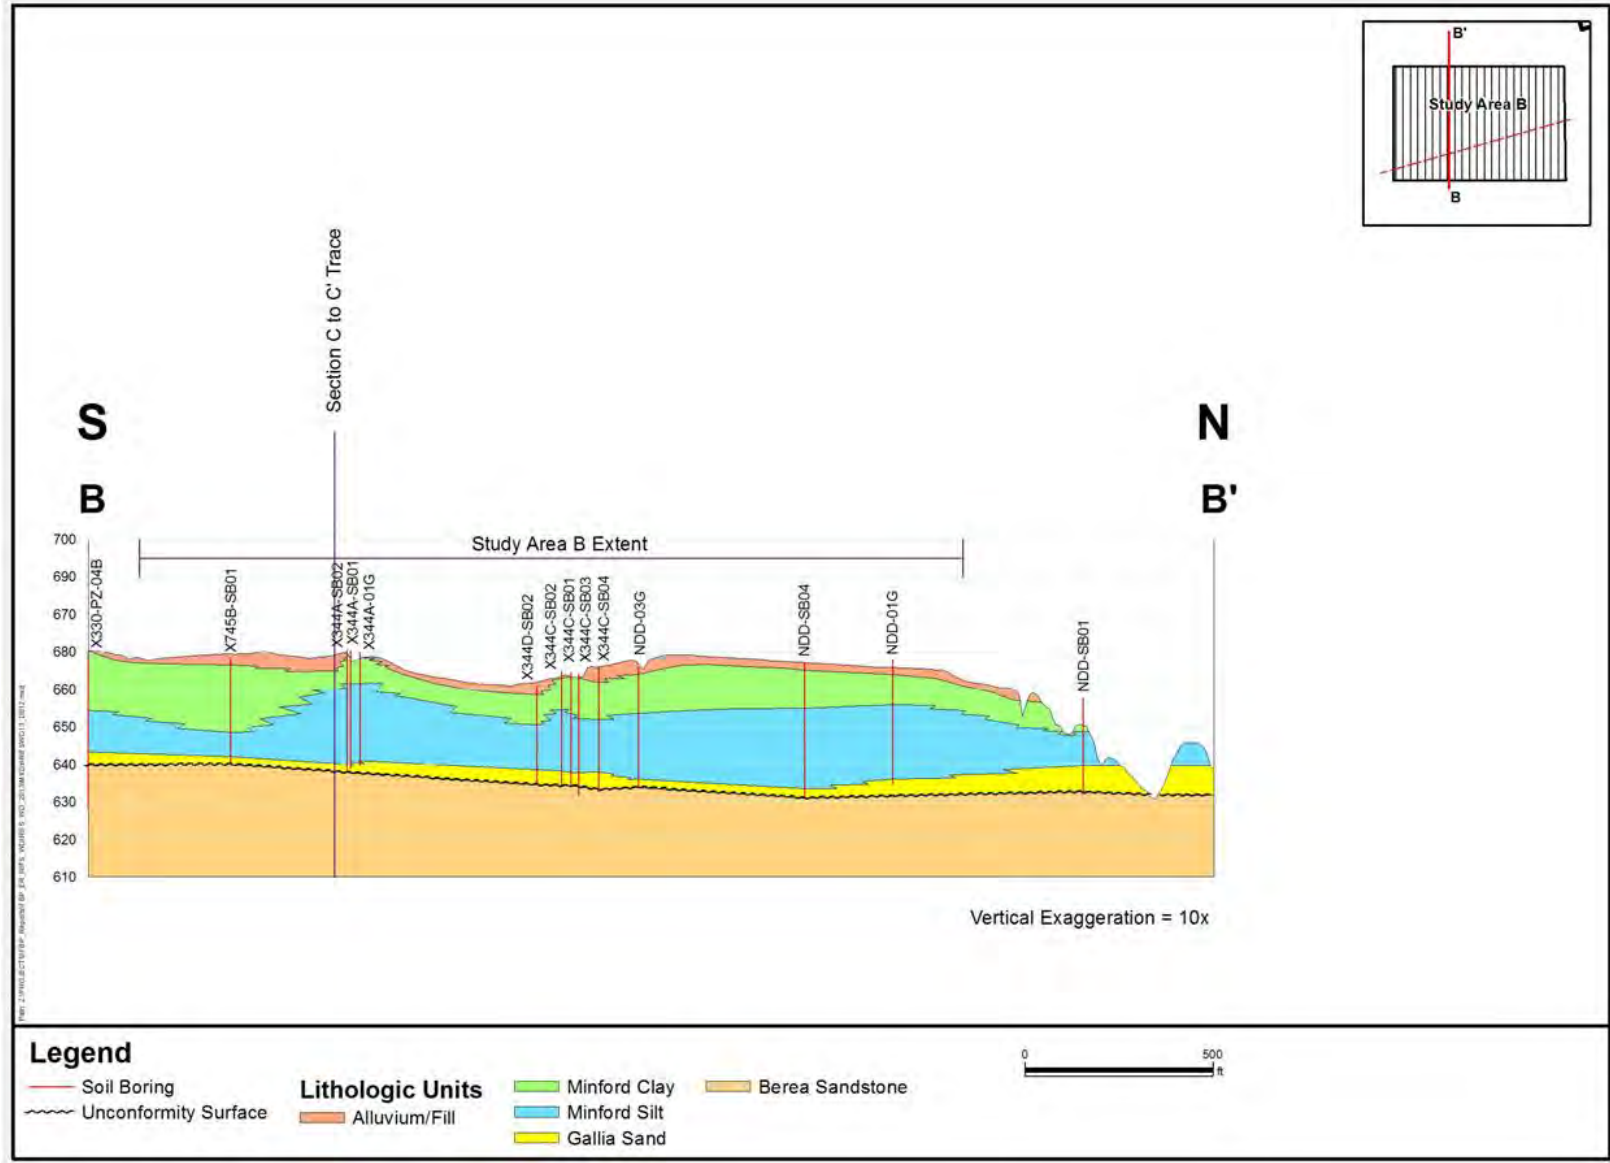 B'
Study Area B
B
Section C to C' Trace
S
N
B
B'
700
690
680
670
660
650
640
630
620
610
Study Area B Extent
X330-PZ-04B
X745B-SB01
X344A-SB02
X344A-SB01
X344A-01G
X344D-SB02
X344C-SB02
X344C-SB01
X344C-SB03
X344C-SB04
NDD-03G
NDD-SB04
NDD-01G
NDD-SB01
Vertical Exaggeration = 10x
Legend
Soil Boring
Unconformity Surface
Lithologic Units
Alluvium/Fill
Minford Clay
Minford Silt
Gallia Sand
Berea Sandstone
0 500
ft